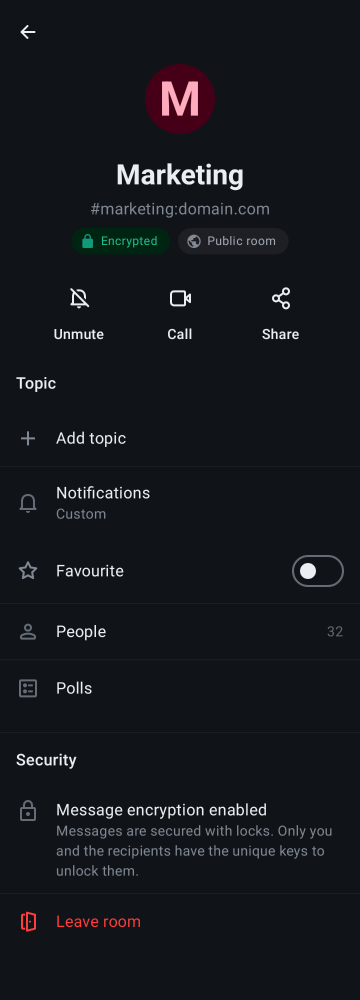 M
Marketing
#marketing:domain.com
Encrypted
Public room
Unmute
Call
Share
Topic
Add topic
Notifications
Custom
Favourite
People
32
Polls
Security
Message encryption enabled
Messages are secured with locks. Only you
and the recipients have the unique keys to
unlock them.
Leave room